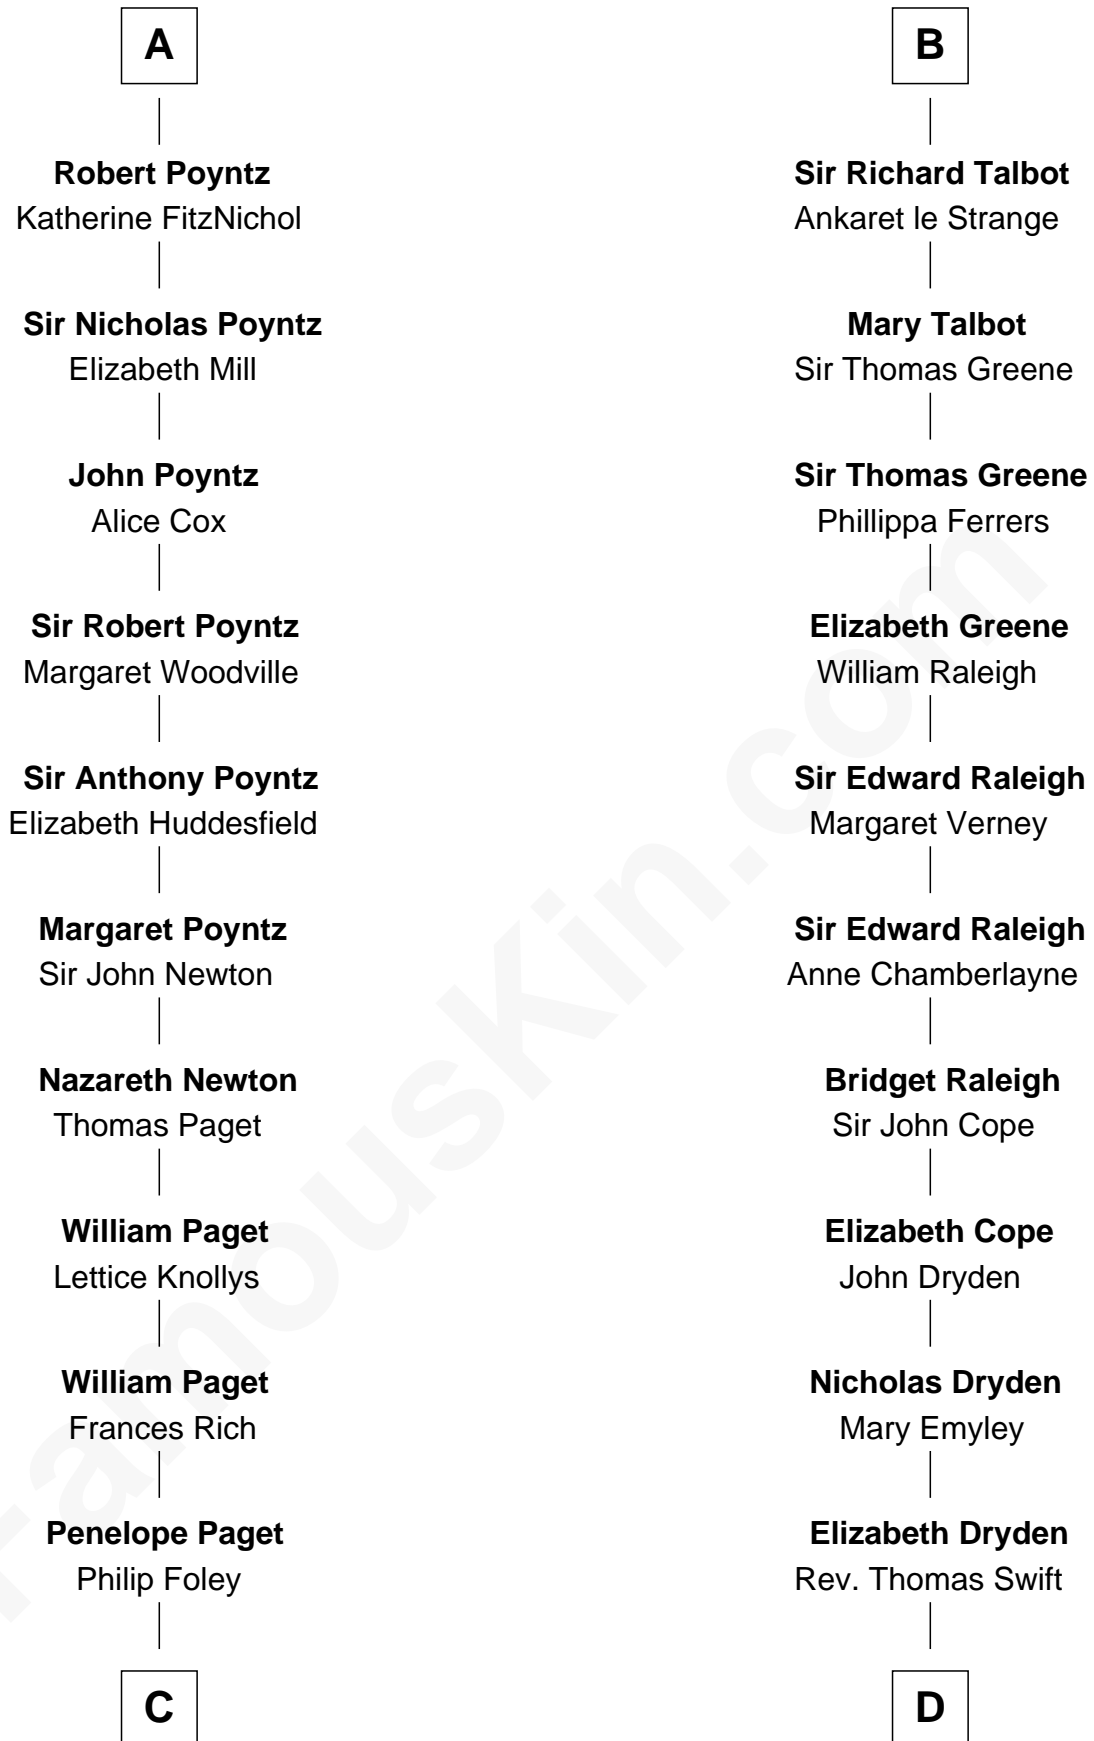 A
Robert Poyntz
Katherine FitzNichol
Sir Nicholas Poyntz
Elizabeth Mill
John Poyntz
Alice Cox
Sir Robert Poyntz
Margaret Woodville
Sir Anthony Poyntz
Elizabeth Huddesfield
Margaret Poyntz
Sir John Newton
Nazareth Newton
Thomas Paget
William Paget
Lettice Knollys
William Paget
Frances Rich
Penelope Paget
Philip Foley
C
B
Sir Richard Talbot
Ankaret le Strange
Mary Talbot
Sir Thomas Greene
Sir Thomas Greene
Phillippa Ferrers
Elizabeth Greene
William Raleigh
Sir Edward Raleigh
Margaret Verney
Sir Edward Raleigh
Anne Chamberlayne
Bridget Raleigh
Sir John Cope
Elizabeth Cope
John Dryden
Nicholas Dryden
Mary Emyley
Elizabeth Dryden
Rev. Thomas Swift
D
FamousKin.com